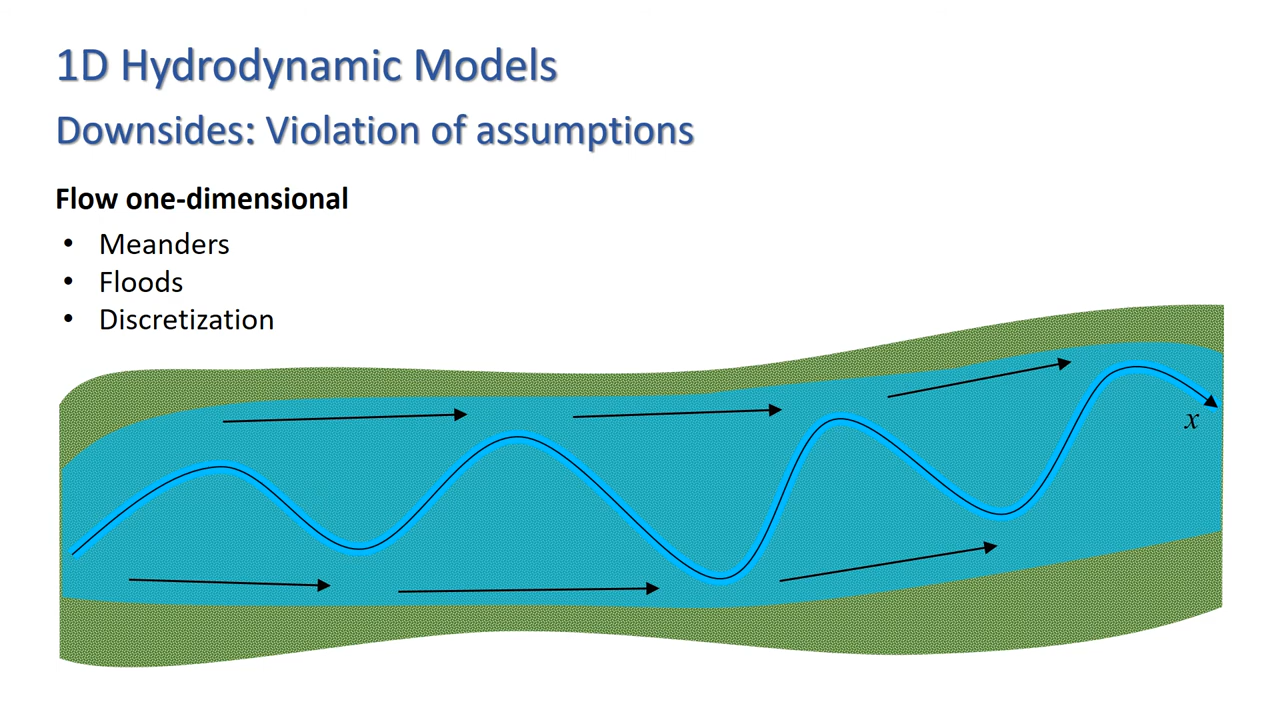 1D Hydrodynamic Models
Downsides: Violation of assumptions
Flow one-dimensional
• Meanders
• Floods
• Discretization
x